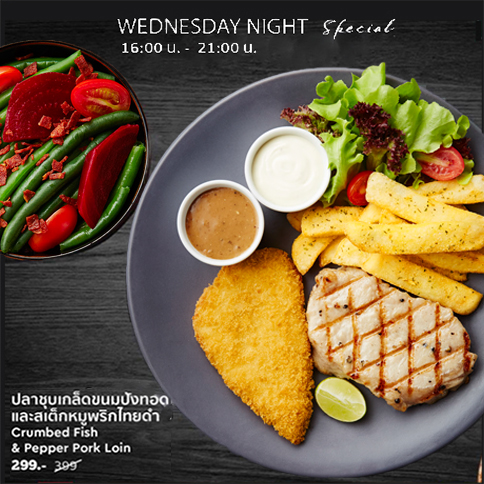 WEDNESDAY NIGHT Special
16:00 น. - 21:00 น.
ปลาชุบเกล็ดขนมปังทอด
และสเต็กหมูพริกไทยดำ
Crumbed Fish
& Pepper Pork Loin
299.- 399